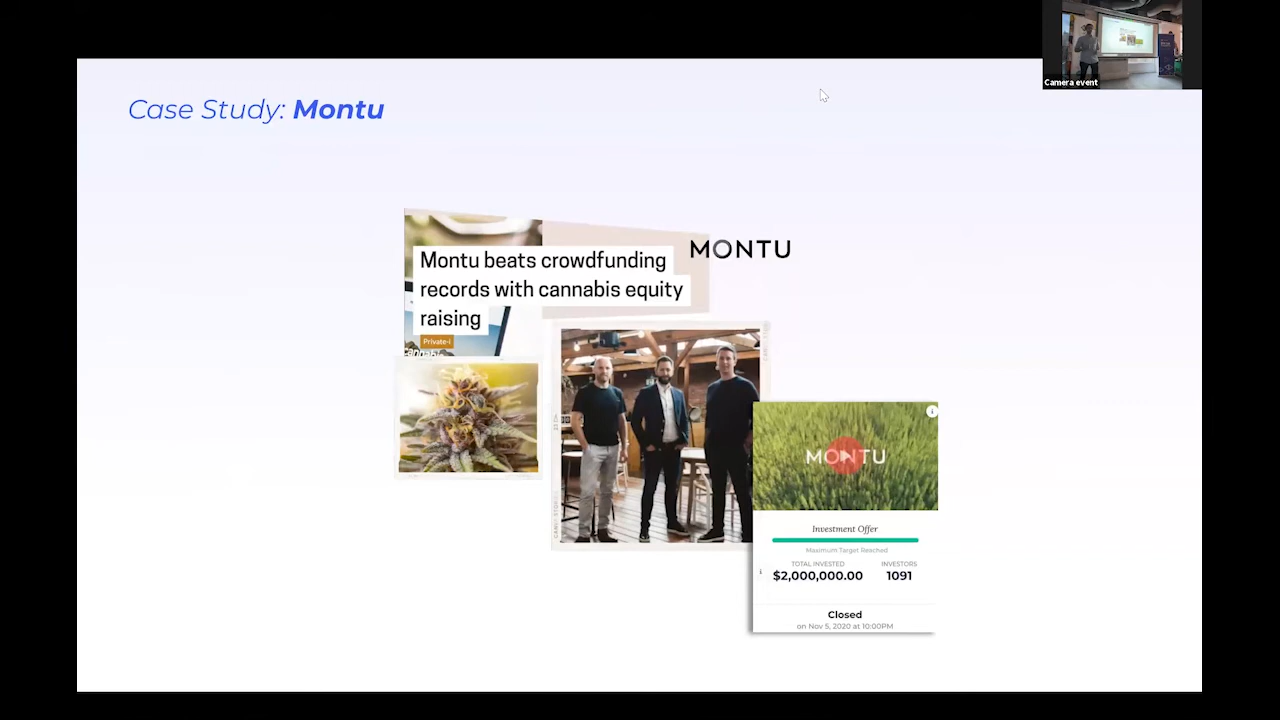 Camera event
Case Study: Montu
MONTU
Montu beats crowdfunding
records with cannabis equity
raising
Private-i
MONTU
Investment Offer
Maximum Target Reached
TOTAL INVESTED
INVESTORS
$2,000,000.00
1091
Closed
on Nov 5, 2020 at 10:00PM